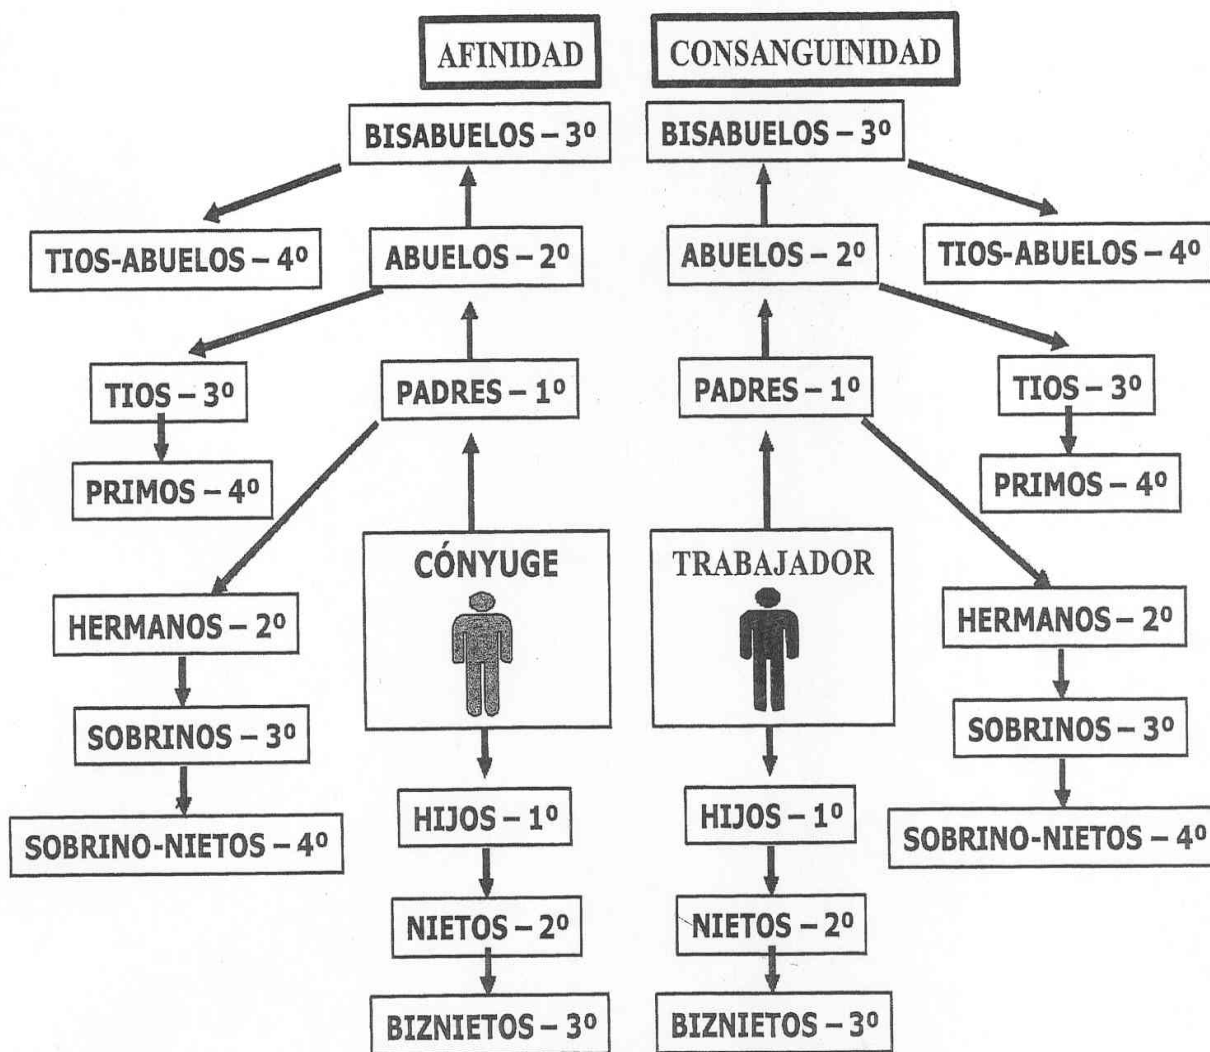 AFINIDAD
CONSANGUINIDAD
BISABUELOS – 3º
BISABUELOS – 3º
TIOS-ABUELOS – 4º
ABUELOS – 2º
ABUELOS – 2º
TIOS-ABUELOS – 4º
TIOS – 3º
PADRES – 1º
PADRES – 1º
TIOS – 3º
PRIMOS – 4º
PRIMOS – 4º
CÓNYUGE
TRABAJADOR
HERMANOS – 2º
HERMANOS – 2º
SOBRINOS – 3º
SOBRINOS – 3º
HIJOS – 1º
HIJOS – 1º
SOBRINO-NIETOS – 4º
SOBRINO-NIETOS – 4º
NIETOS – 2º
NIETOS – 2º
BIZNIETOS – 3º
BIZNIETOS – 3º